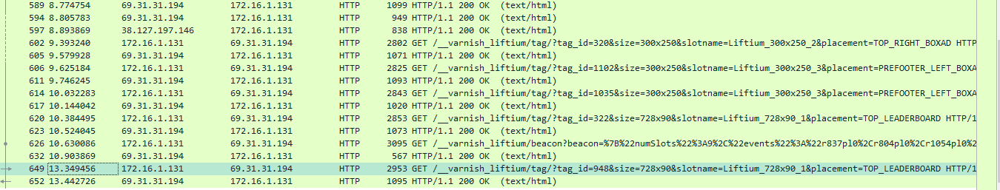 589 8.774754 69.31.31.194 172.16.1.131 HTTP 1099 HTTP/1.1 200 OK (text/html)
594 8.805783 69.31.31.194 172.16.1.131 HTTP 949 HTTP/1.1 200 OK (text/html)
597 8.893869 38.127.197.146 172.16.1.131 HTTP 838 HTTP/1.1 200 OK (text/html)
602 9.393240 172.16.1.131 69.31.31.194 HTTP 2802 GET /__varnish_liftium/tag/?tag_id=320&size=300x250&slotname=Liftium_300x250_2&placement=TOP_RIGHT_BOXAD HTTP
605 9.579928 69.31.31.194 172.16.1.131 HTTP 1071 HTTP/1.1 200 OK (text/html)
606 9.625184 172.16.1.131 69.31.31.194 HTTP 2825 GET /__varnish_liftium/tag/?tag_id=1102&size=300x250&slotname=Liftium_300x250_3&placement=PREFOOTER_LEFT_BOXA
611 9.746245 69.31.31.194 172.16.1.131 HTTP 1093 HTTP/1.1 200 OK (text/html)
614 10.032283 172.16.1.131 69.31.31.194 HTTP 2843 GET /__varnish_liftium/tag/?tag_id=1035&size=300x250&slotname=Liftium_300x250_3&placement=PREFOOTER_LEFT_BOXA
617 10.144042 69.31.31.194 172.16.1.131 HTTP 1020 HTTP/1.1 200 OK (text/html)
620 10.384495 172.16.1.131 69.31.31.194 HTTP 2853 GET /__varnish_liftium/tag/?tag_id=322&size=728x90&slotname=Liftium_728x90_1&placement=TOP_LEADERBOARD HTTP/1
623 10.524045 69.31.31.194 172.16.1.131 HTTP 1073 HTTP/1.1 200 OK (text/html)
626 10.630086 172.16.1.131 69.31.31.194 HTTP 3095 GET /__varnish_liftium/beacon?beacon=%7B%22numSlots%22%3A9%2C%22events%22%3A%22r837pl0%2Cr804pl0%2Cr1054pl0%2
632 10.903869 69.31.31.194 172.16.1.131 HTTP 567 HTTP/1.1 200 OK (text/html)
649 13.349456 172.16.1.131 69.31.31.194 HTTP 2953 GET /__varnish_liftium/tag/?tag_id=948&size=728x90&slotname=Liftium_728x90_1&placement=TOP_LEADERBOARD HTTP/1
652 13.442726 69.31.31.194 172.16.1.131 HTTP 1095 HTTP/1.1 200 OK (text/html)